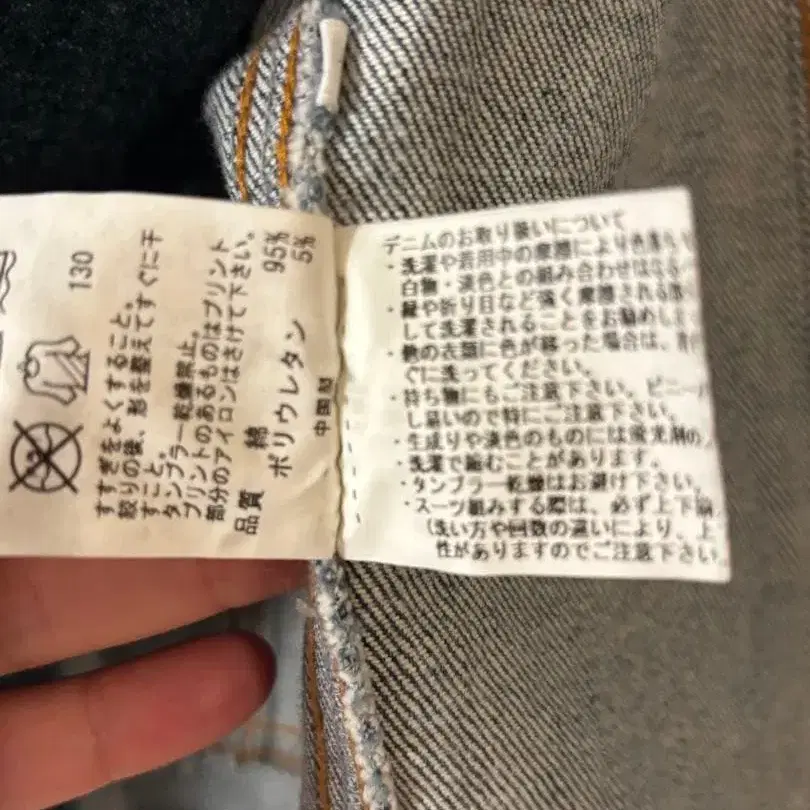 130
すすぎをよくすること。
絞りの後、形を整えてすぐに干
すこと。
タンブラー乾燥禁止。
プリントのあるものはプリント
部分のアイロンはさけて下さい。
品質 綿 95%
ポリウレタン 5%
中国製
デニムのお取り扱いについて
・洗濯や着用中の摩擦により色落ち
白物・淡色との組み合わせは
・縫や折り目など強く摩擦される部
して洗濯されることをお勧めしま
・他の衣類に色が移った場合は、
ぐに洗ってください。
・持ち物にもご注意下さい。ビニー
し易いので特にご注意下さい。
・生成りや淡色のものには蛍光剤の
・洗濯で縮むことがあります。
・タンブラー乾燥はお避け下さい。
・スーツ組みする際は、必ず上下
(洗い方や回数の違いにより、上
性がありますのでご注意下さい